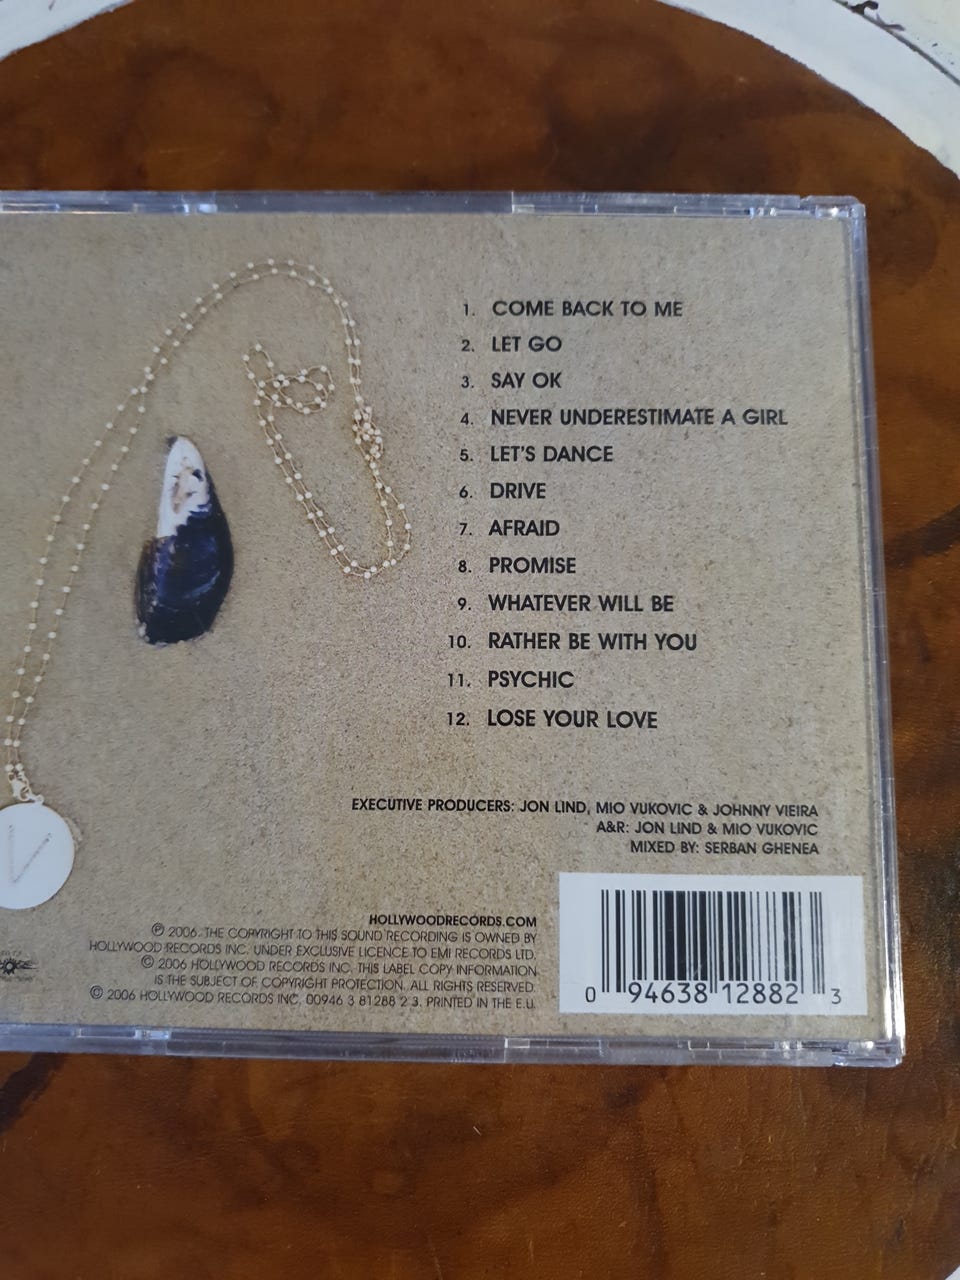 1. COME BACK TO ME
2. LET GO
3. SAY OK
4. NEVER UNDERESTIMATE A GIRL
5. LET'S DANCE
6. DRIVE
7. AFRAID
8. PROMISE
9. WHATEVER WILL BE
10. RATHER BE WITH YOU
11. PSYCHIC
12. LOSE YOUR LOVE
EXECUTIVE PRODUCERS: JON LIND, MIO VUKOVIC & JOHNNY VIEIRA
A&R: JON LIND & MIO VUKOVIC
MIXED BY: SERBAN GHENEA
HOLLYWOODRECORDS.COM
℗ 2006. THE COPYRIGHT TO THIS SOUND RECORDING IS OWNED BY
HOLLYWOOD RECORDS INC. UNDER EXCLUSIVE LICENCE TO EMI RECORDS LTD.
© 2006 HOLLYWOOD RECORDS INC. THIS LABEL COPY INFORMATION
IS THE SUBJECT OF COPYRIGHT PROTECTION. ALL RIGHTS RESERVED.
© 2006 HOLLYWOOD RECORDS INC. 00946 3 81288 2 3. PRINTED IN THE E.U.
0 94638 12882 3
V